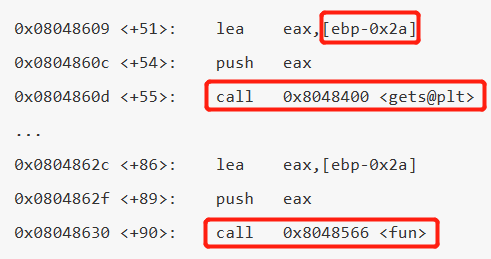 0x08048609 <+51>: lea eax,[ebp-0x2a]
0x0804860c <+54>: push eax
0x0804860d <+55>: call 0x8048400 <gets@plt>
...
0x0804862c <+86>: lea eax,[ebp-0x2a]
0x0804862f <+89>: push eax
0x08048630 <+90>: call 0x8048566 <fun>